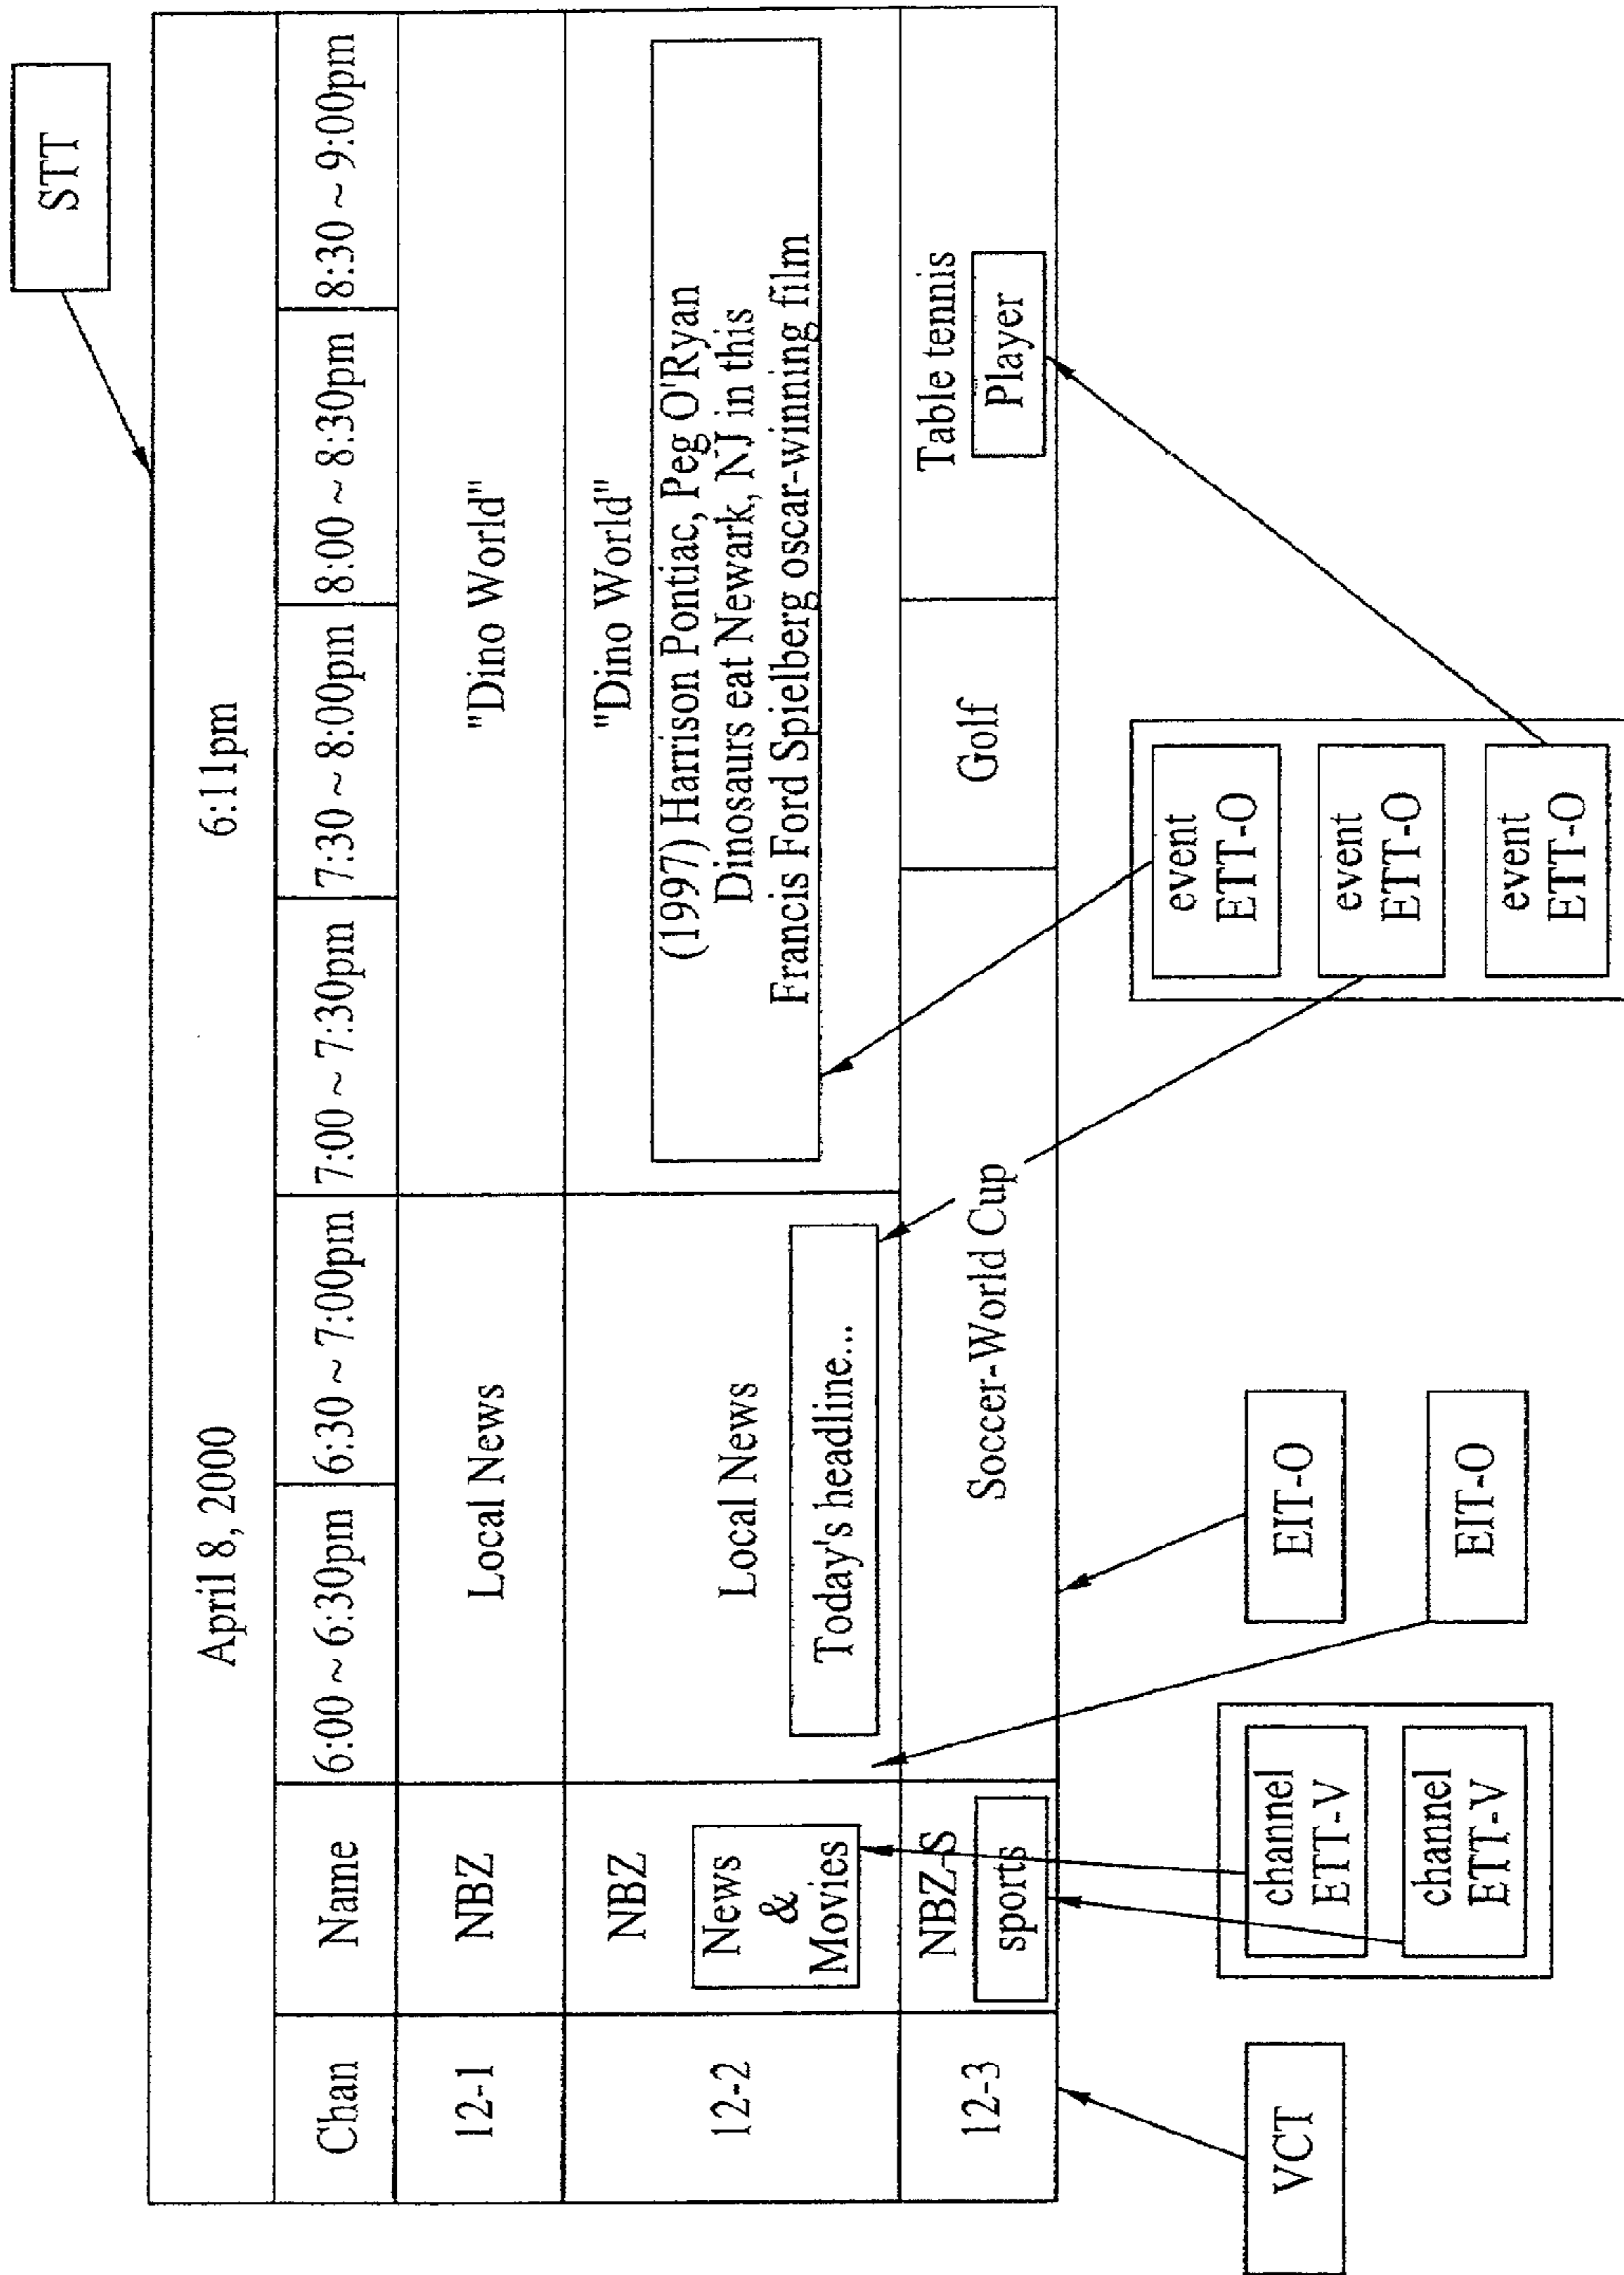 STT
April 8, 2000
6:11pm
Chan
Name
6:00 ~ 6:30pm
6:30 ~ 7:00pm
7:00 ~ 7:30pm
7:30 ~ 8:00pm
8:00 ~ 8:30pm
8:30 ~ 9:00pm
12-1
NBZ
Local News
"Dino World"
12-2
NBZ
News
&
Movies
Local News
Today's headline...
"Dino World"
(1997) Harrison Pontiac, Peg O'Ryan
Dinosaurs eat Newark, NJ in this
Francis Ford Spielberg oscar-winning film
12-3
NBZ-S
sports
Soccer-World Cup
Golf
Table tennis
Player
VCT
channel
ETT-V
channel
ETT-V
EIT-O
EIT-O
event
ETT-O
event
ETT-O
event
ETT-O